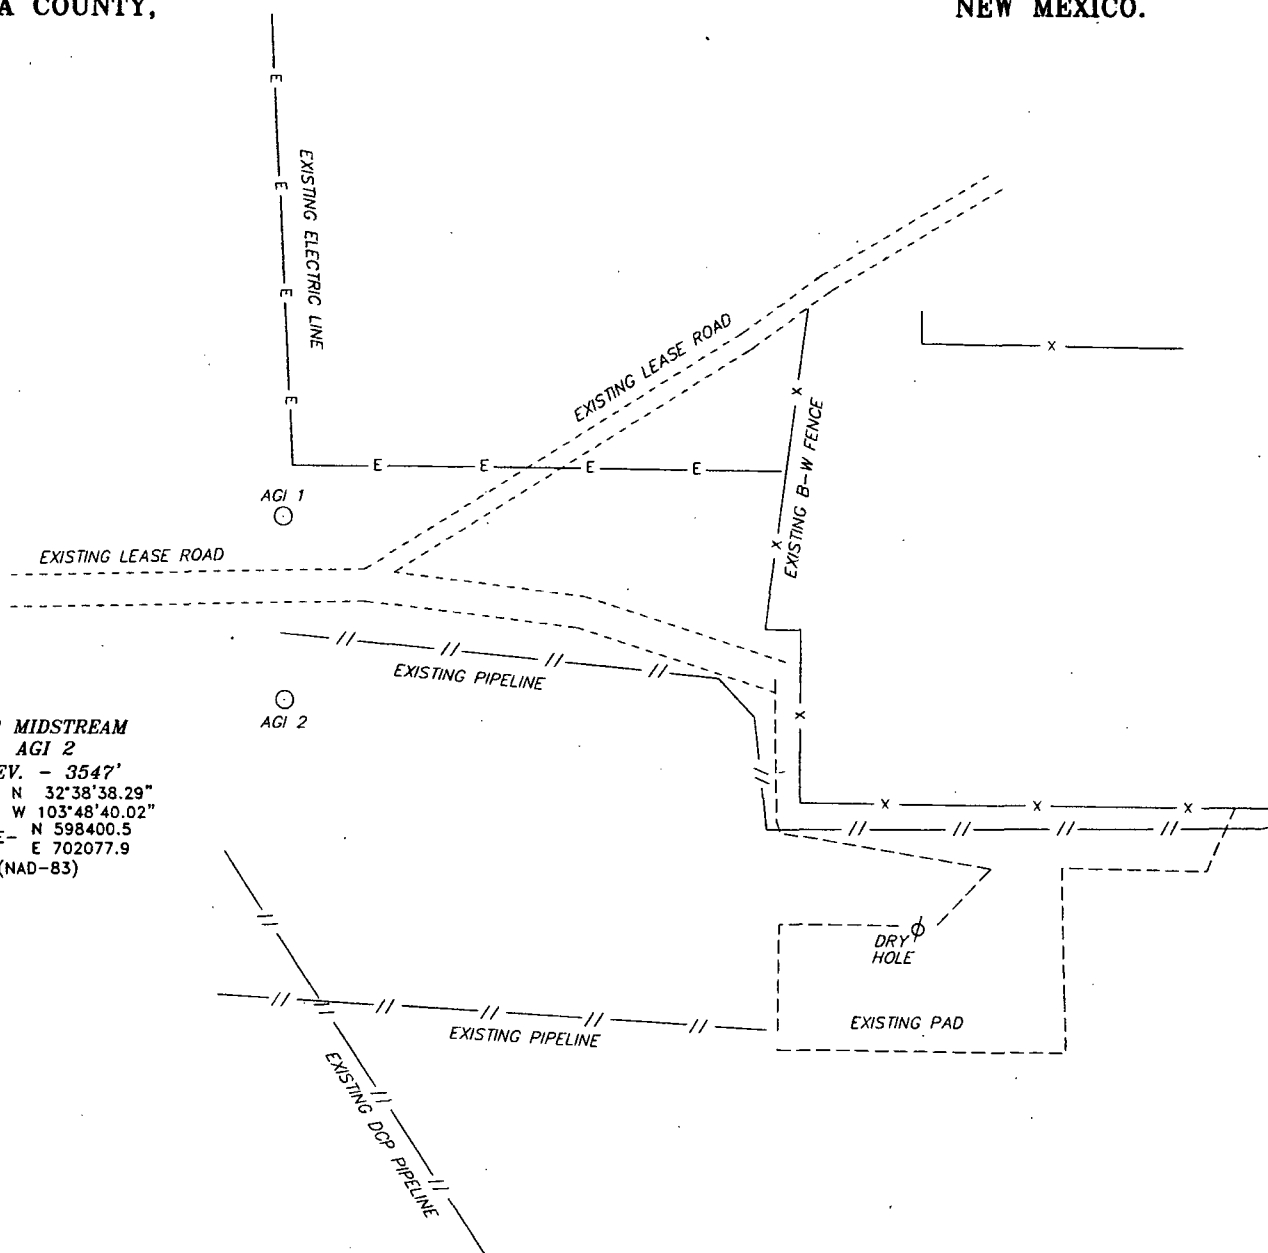 A COUNTY,
NEW MEXICO.
E
E
E
E
EXISTING ELECTRIC LINE
EXISTING LEASE ROAD
X
X
EXISTING B-W FENCE
E
E
E
E
AGI 1
X
EXISTING LEASE ROAD
EXISTING PIPELINE
AGI 2
X
MIDSTREAM
AGI 2
EV. - 3547'
N 32°38'38.29"
W 103°48'40.02"
E- N 598400.5
E 702077.9
(NAD-83)
X
X
X
DRY
HOLE
EXISTING PAD
EXISTING PIPELINE
EXISTING DCP PIPELINE